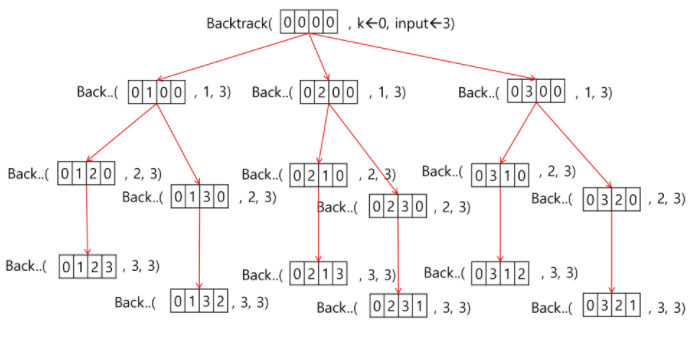 Backtrack( 0 0 0 0 , k←0, input←3)
Back..( 0 1 0 0 , 1, 3) Back..( 0 2 0 0 , 1, 3) Back..( 0 3 0 0 , 1, 3)
Back..( 0 1 2 0 , 2, 3) Back..( 0 2 1 0 , 2, 3) Back..( 0 3 1 0 , 2, 3)
Back..( 0 1 3 0 , 2, 3) Back..( 0 2 3 0 , 2, 3) Back..( 0 3 2 0 , 2, 3)
Back..( 0 1 2 3 , 3, 3) Back..( 0 2 1 3 , 3, 3) Back..( 0 3 1 2 , 3, 3)
Back..( 0 1 3 2 , 3, 3) Back..( 0 2 3 1 , 3, 3) Back..( 0 3 2 1 , 3, 3)